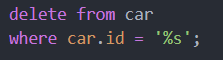 delete from car
where car.id = '%s';